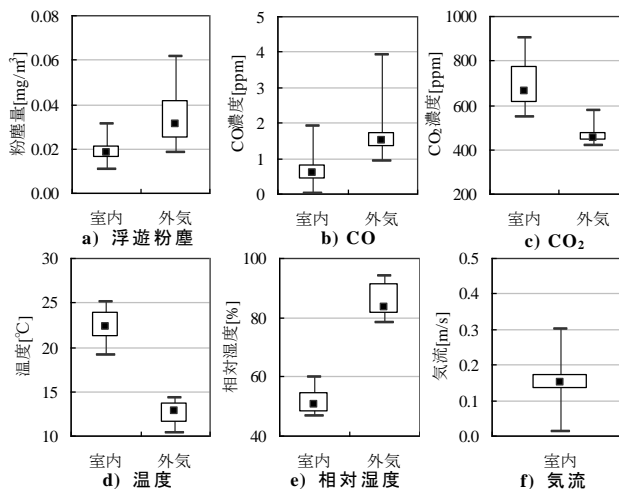 粉塵量[mg/m³]
0.08
0.06
0.04
0.02
0.00
室内 外気
a) 浮遊粉塵
CO濃度[ppm]
5
4
3
2
1
0
室内 外気
b) CO
CO₂濃度[ppm]
1000
800
600
400
200
室内 外気
c) CO₂
温度[℃]
30
25
20
15
10
室内 外気
d) 温度
相対湿度[%]
100
80
60
40
室内 外気
e) 相対湿度
気流[m/s]
0.5
0.4
0.3
0.2
0.1
0.0
室内
f) 気流